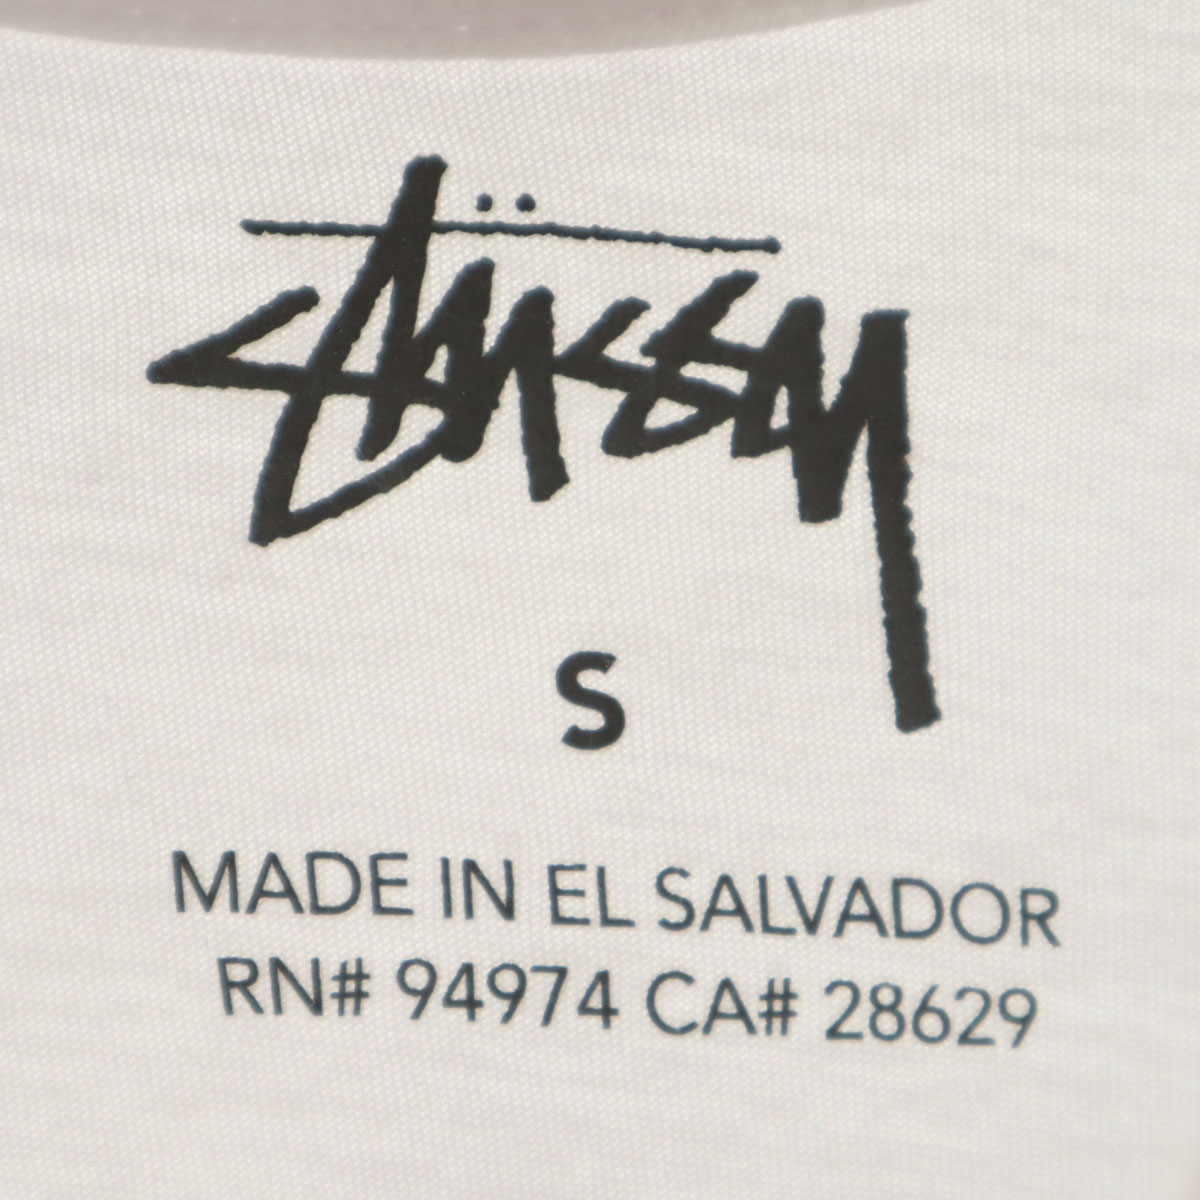 Stüssy
S
MADE IN EL SALVADOR
RN# 94974 CA# 28629